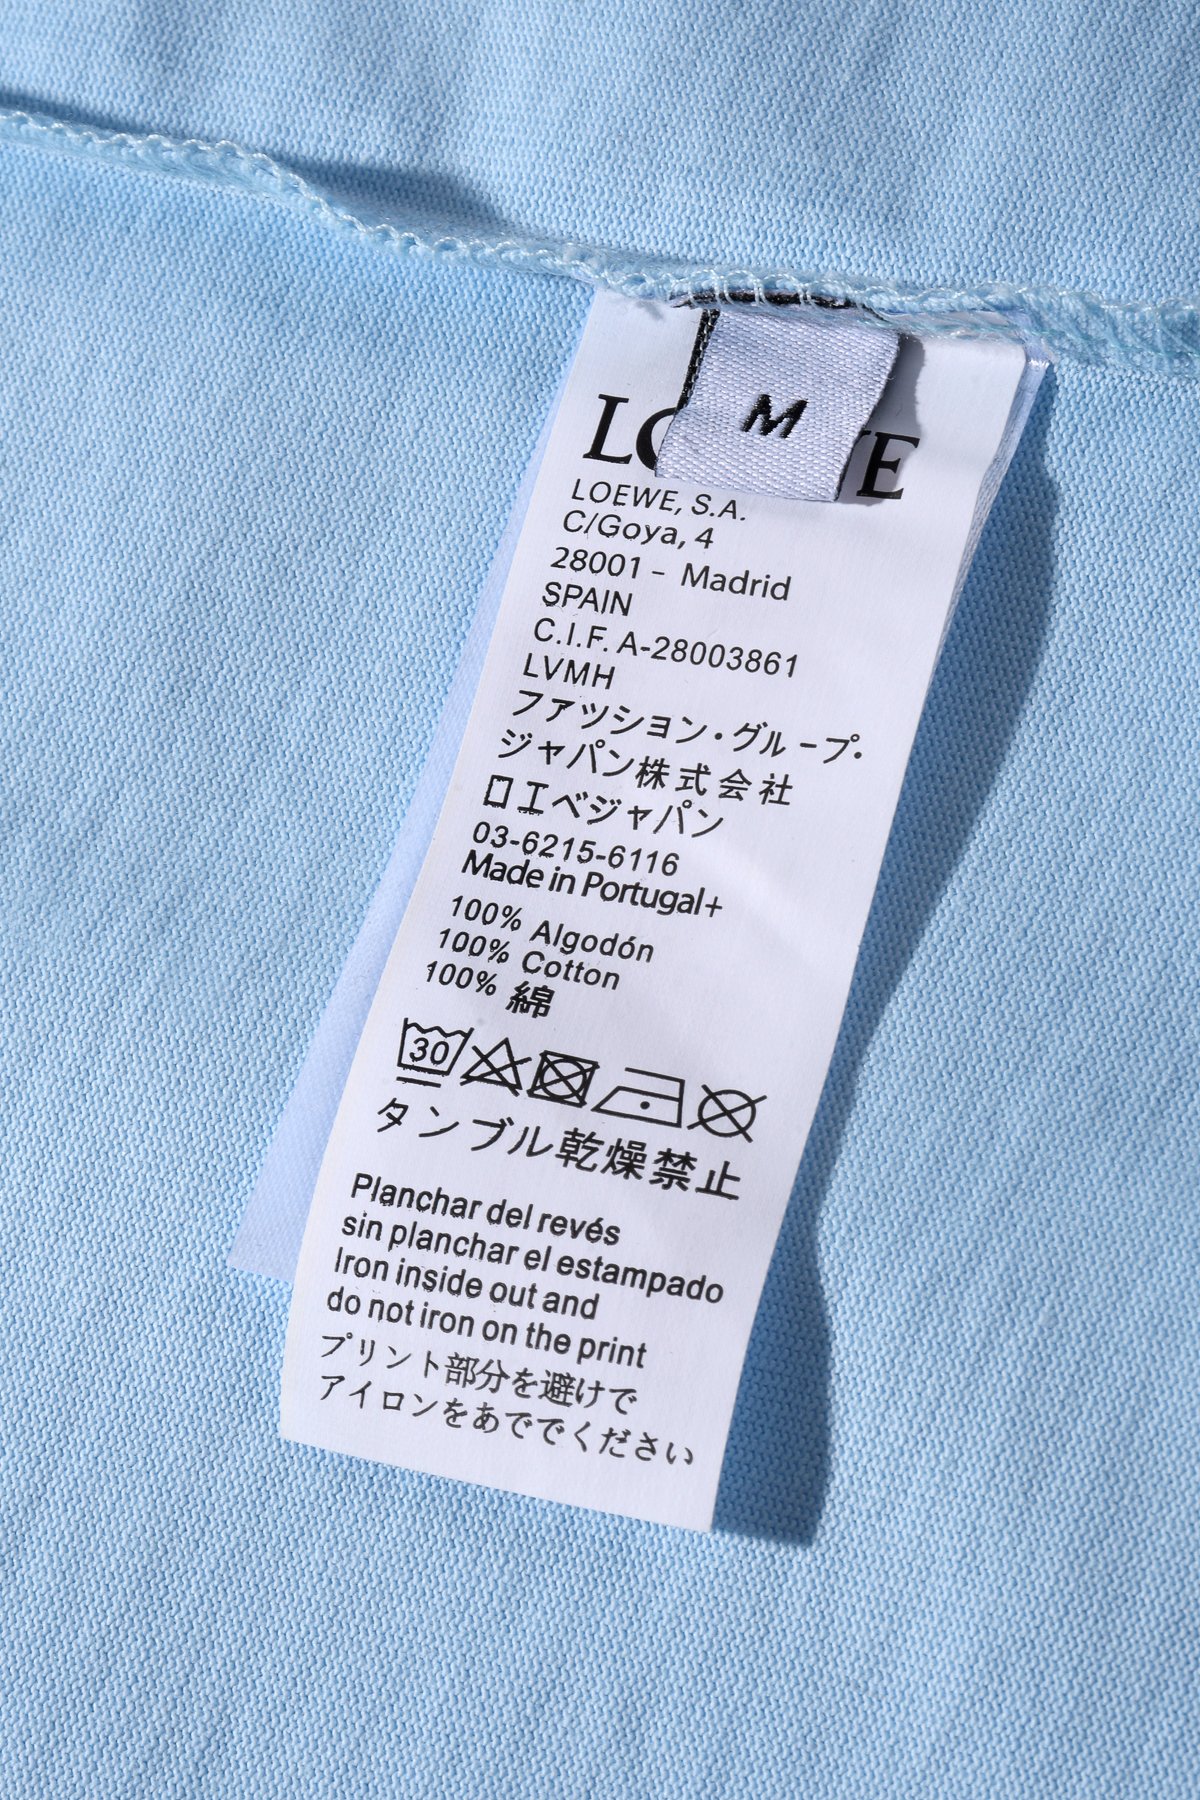 M
LOEWE, S.A.
C/Goya, 4
28001 - Madrid
SPAIN
C.I.F. A-28003861
LVMH
ファッション・グループ・
ジャパン株式会社
ロエベジャパン
03-6215-6116
Made in Portugal+
100% Algodón
100% Cotton
100% 綿
30
タンブル乾燥禁止
Planchar del revés
sin planchar el estampado
Iron inside out and
do not iron on the print
プリント部分を避けで
アイロンをあででください